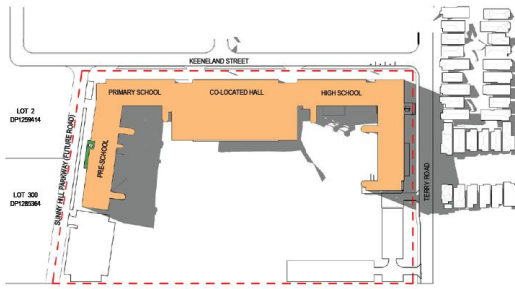 KEENELAND STREET
PRIMARY SCHOOL
CO-LOCATED HALL
HIGH SCHOOL
LOT 2
DP1259414
PRE-SCHOOL
SUNNY HILL PARKWAY (FUTURE ROAD)
TERRY ROAD
LOT 300
DP1285364